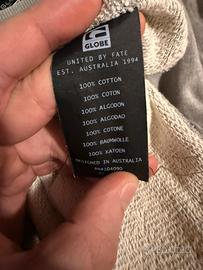 GLOBE
UNITED BY FATE
EST. AUSTRALIA 1994
100% COTTON
100% COTON
100% ALGODON
100% ALGODAO
100% COTONE
100% BAUMWOLLE
100% KATOEN
DESIGNED IN AUSTRALIA